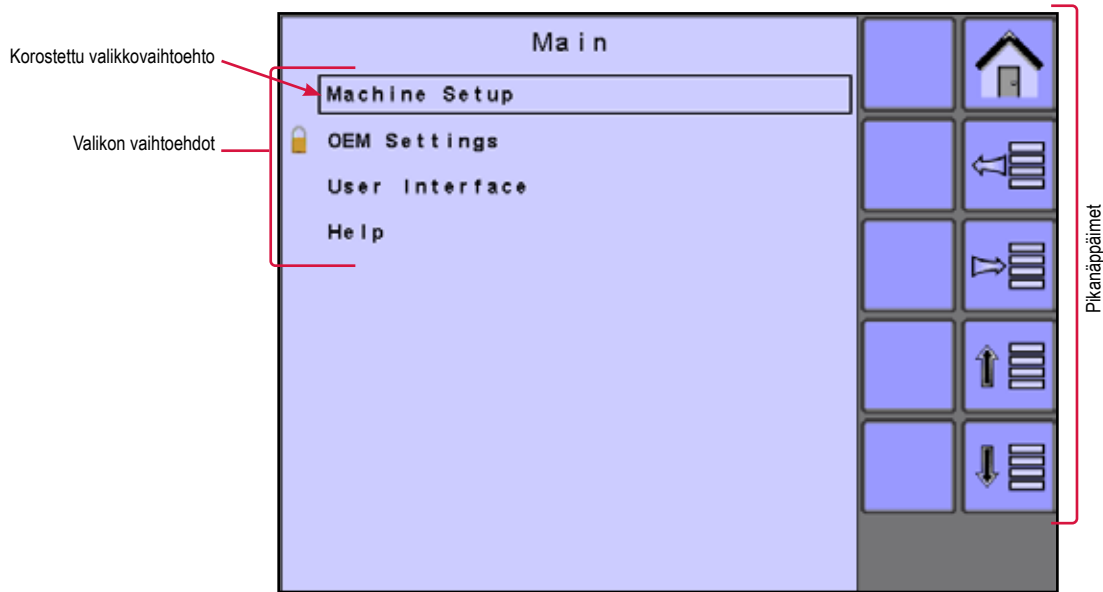 Main
Korostettu valikkovaihtoehto
Machine Setup
Valikon vaihtoehdot
OEM Settings
User Interface
Help
Pikanäppäimet